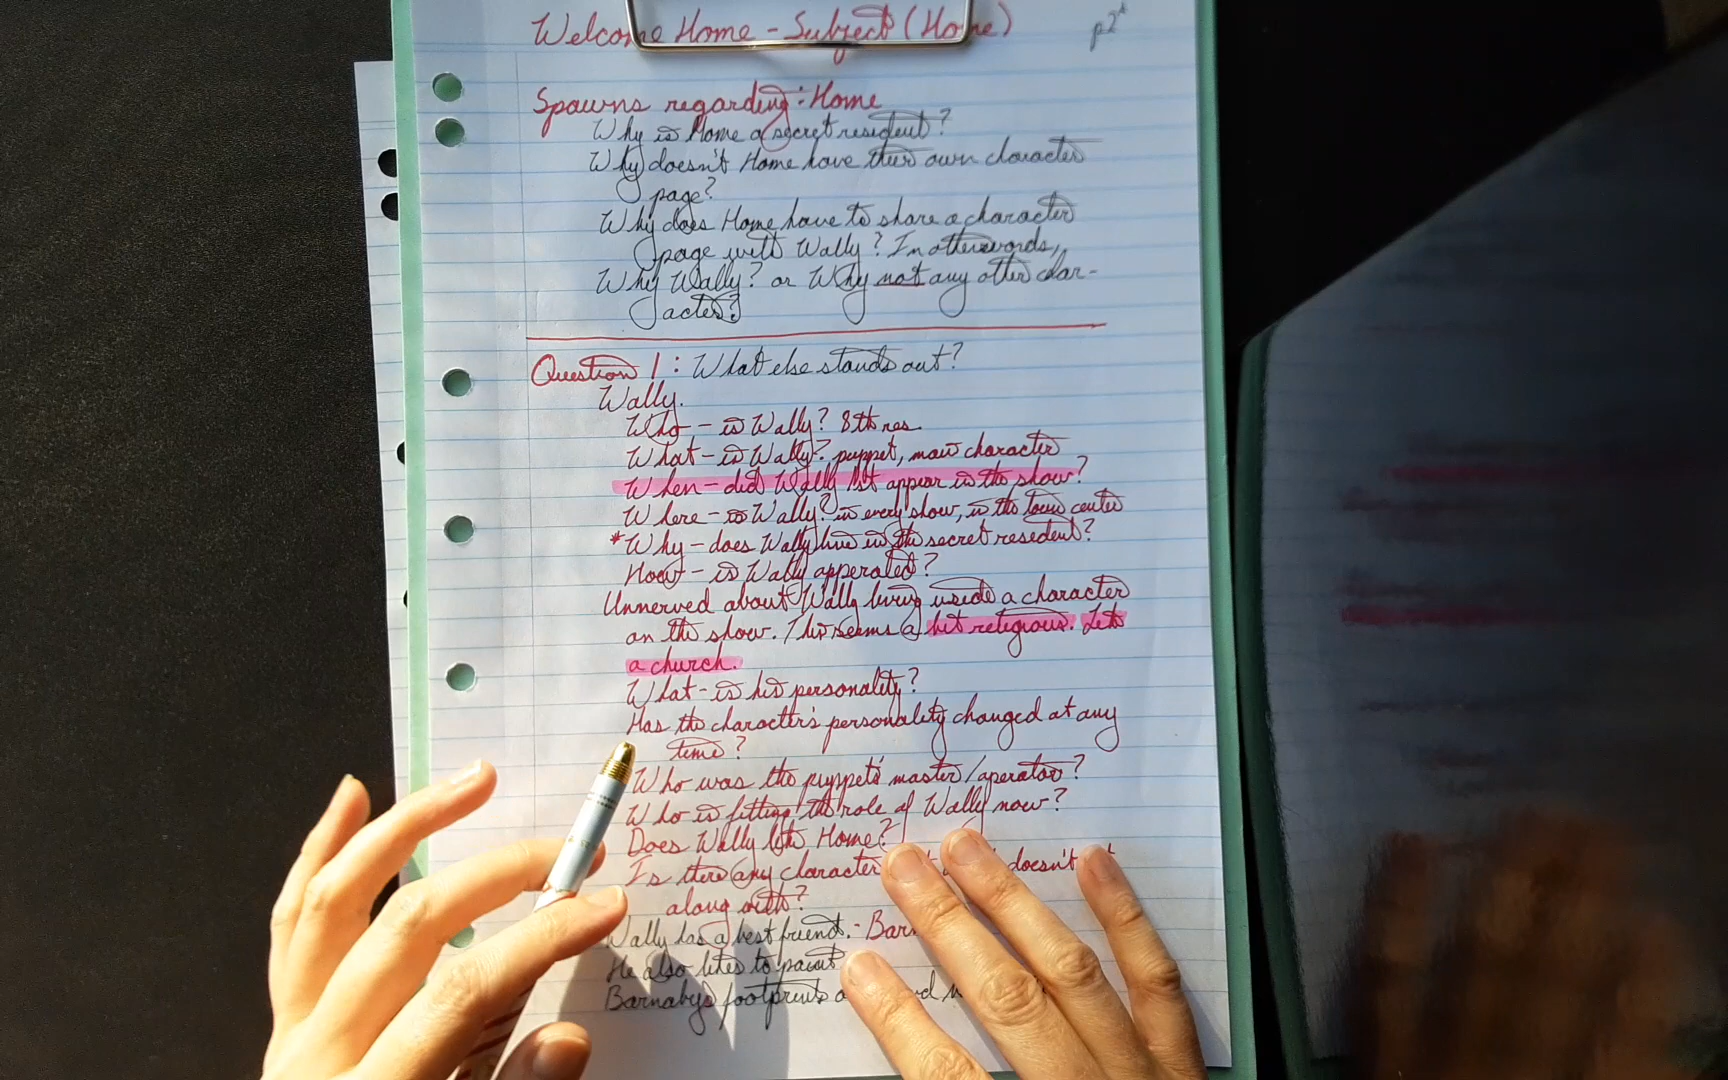 Welcome Home - Subject (Home)
p2
Spawns regarding: Home
Why is Home a secret resident?
Why doesn't Home have their own character
page?
Why does Home have to share a character
page with Wally? In otherwords,
Why Wally? or Why not any other char-
acter?
Question 1: What else stands out?
Wally.
Who - is Wally? 8th res.
What - is Wally? puppet, main character
When - did Wally 1st appear in the show?
Where - is Wally? in every show, in the town center
*Why - does Wally live in the secret resedent?
How - is Wally apperated?
Unnerved about Wally living inside a character
on the show. This seems a bit religious. Like
a church.
What - is his personality?
Has the character's personality changed at any
time?
Who was the puppet's master/operator?
Who is fitting the role of Wally now?
Does Wally like Home?
Is there any character doesn't
along with?
Wally has a best friend. - Bar
He also likes to paint
Barnaby's footprints